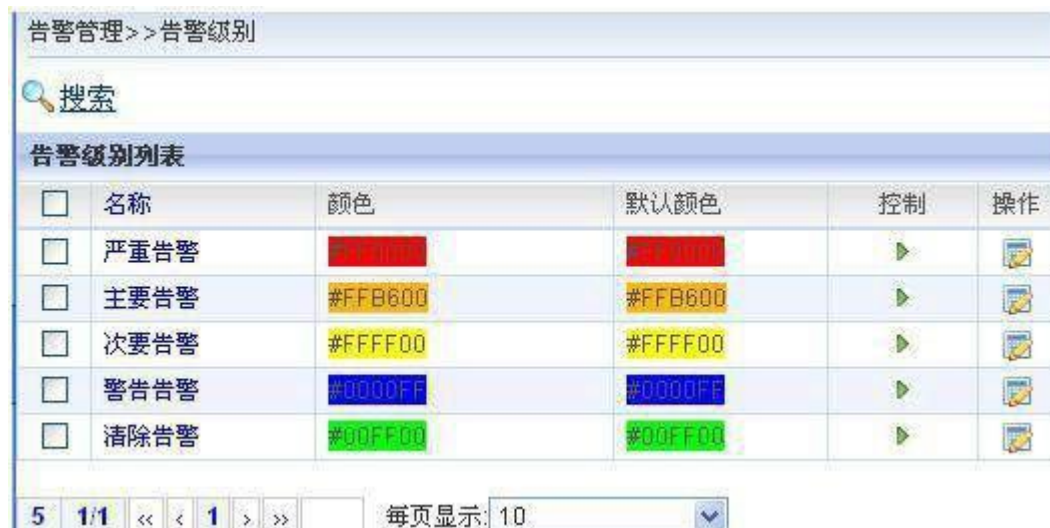 告警管理>>告警级别
搜索
告警级别列表
名称 颜色 默认颜色 控制 操作
严重告警 #FF0000 #FF0000
主要告警 #FFB600 #FFB600
次要告警 #FFFF00 #FFFF00
警告告警 #0000FF #0000FF
清除告警 #00FF00 #00FF00
5 1/1 « ‹ 1 › » 每页显示: 10